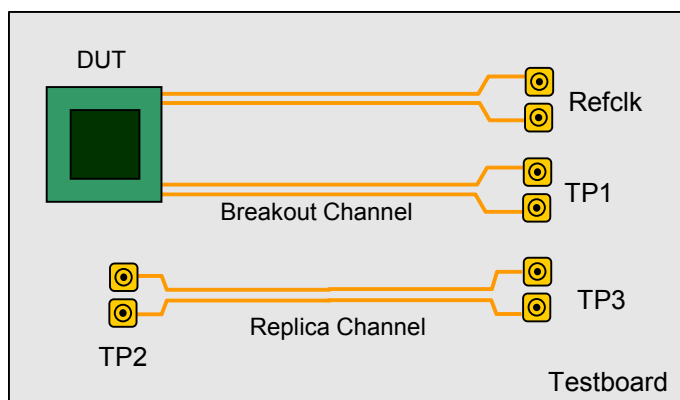 DUT
Refclk
TP1
Breakout Channel
TP3
Replica Channel
TP2
Testboard